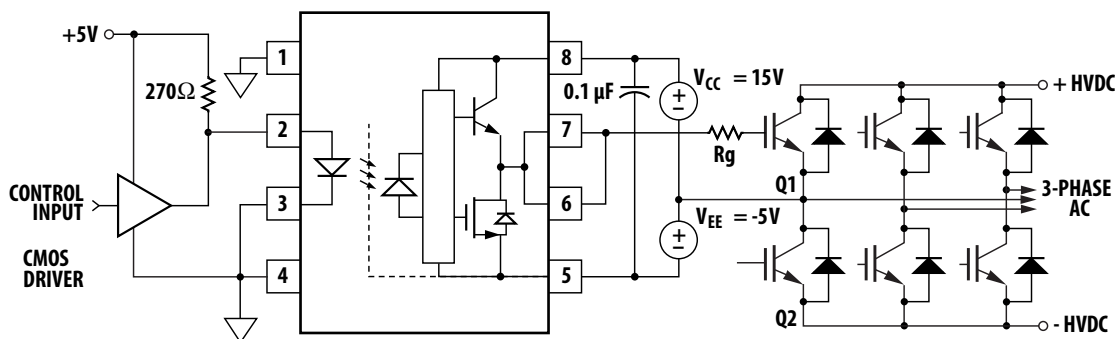 +5V
270Ω
CONTROL
INPUT
CMOS
DRIVER
1
2
3
4
8
7
6
5
0.1 µF
VCC = 15V
+
−
Rg
VEE = -5V
+
−
Q1
Q2
+ HVDC
3-PHASE
AC
- HVDC